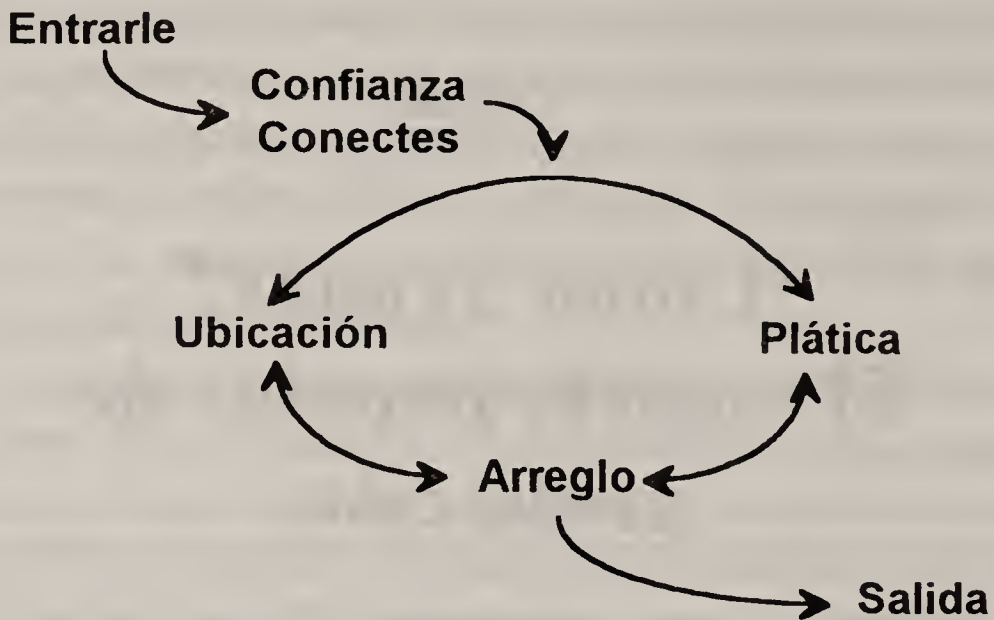 Entrarle
Confianza
Conectes
Ubicación
Plática
Arreglo
Salida